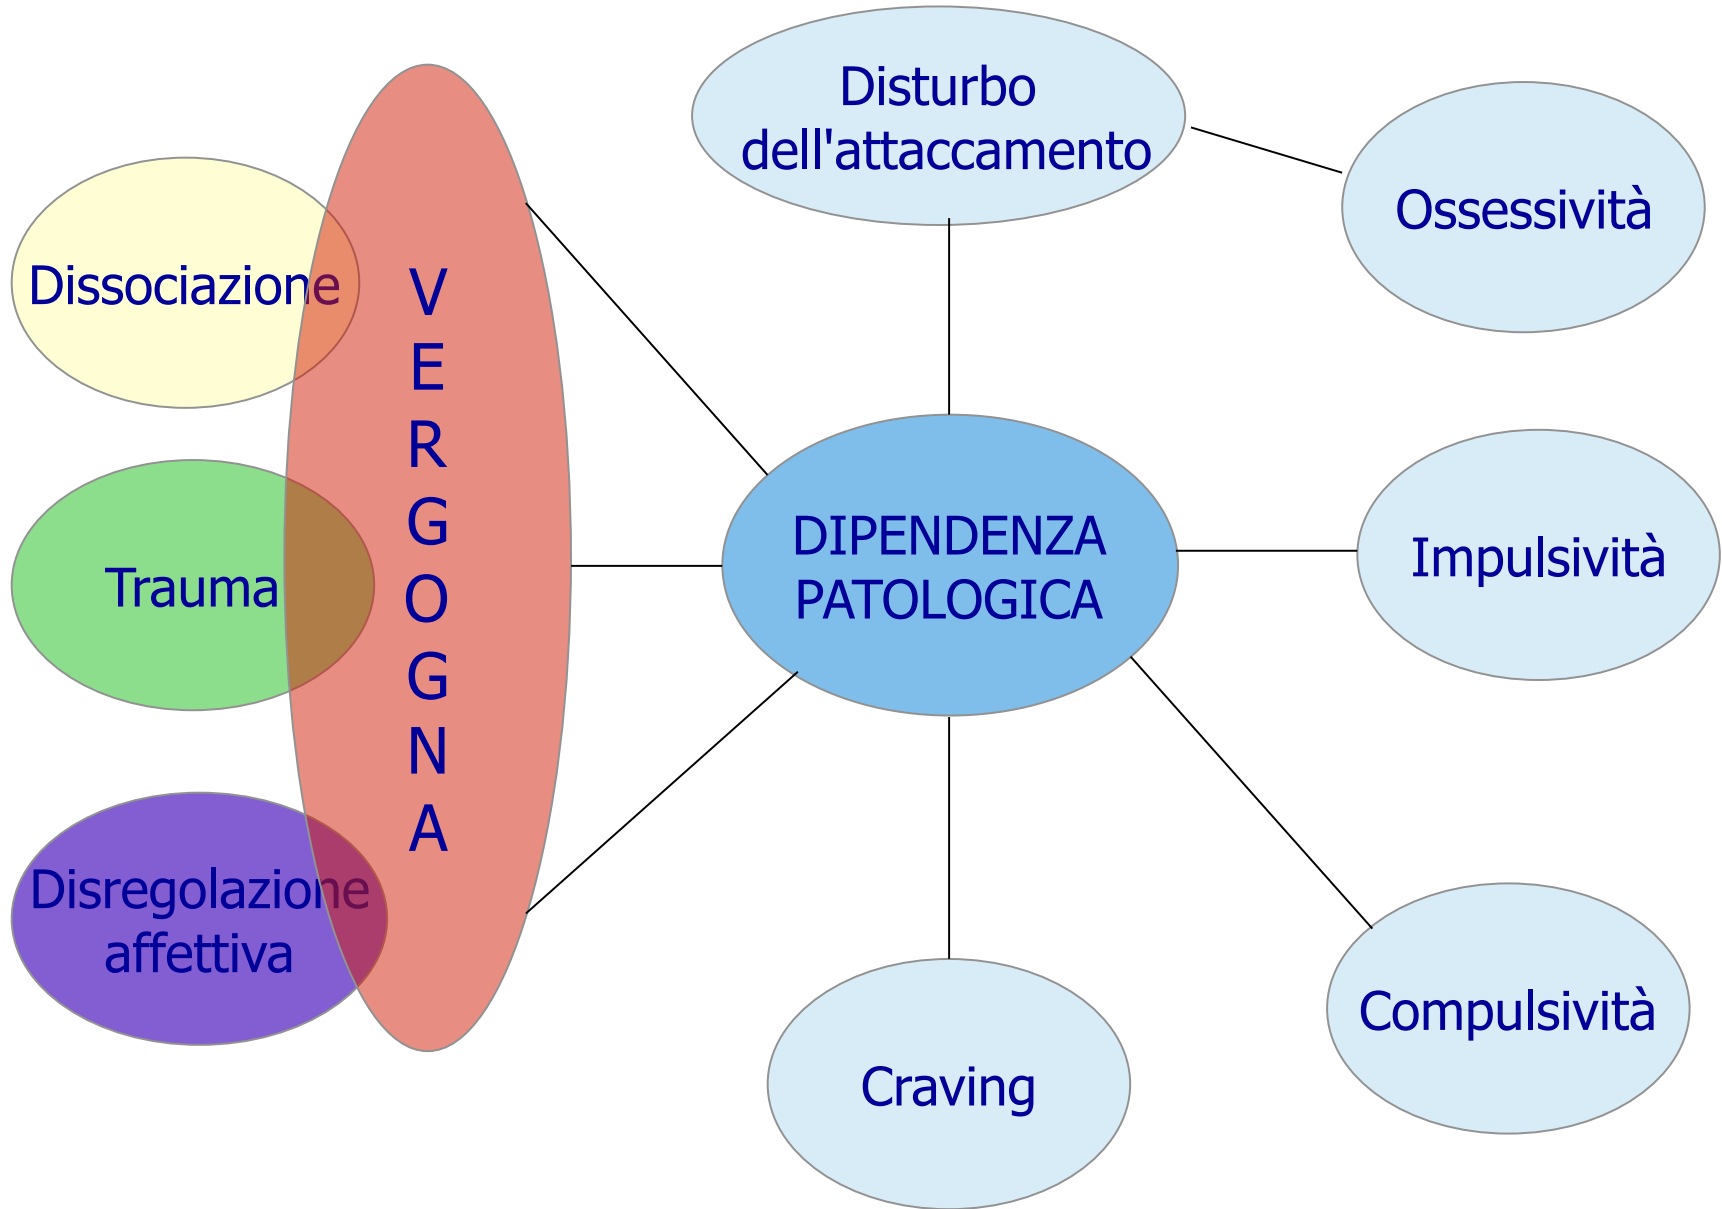 Disturbo
dell'attaccamento
Ossessività
Dissociazione
V
E
R
G
O
G
N
A
DIPENDENZA
PATOLOGICA
Impulsività
Trauma
Disregolazione
affettiva
Compulsività
Craving